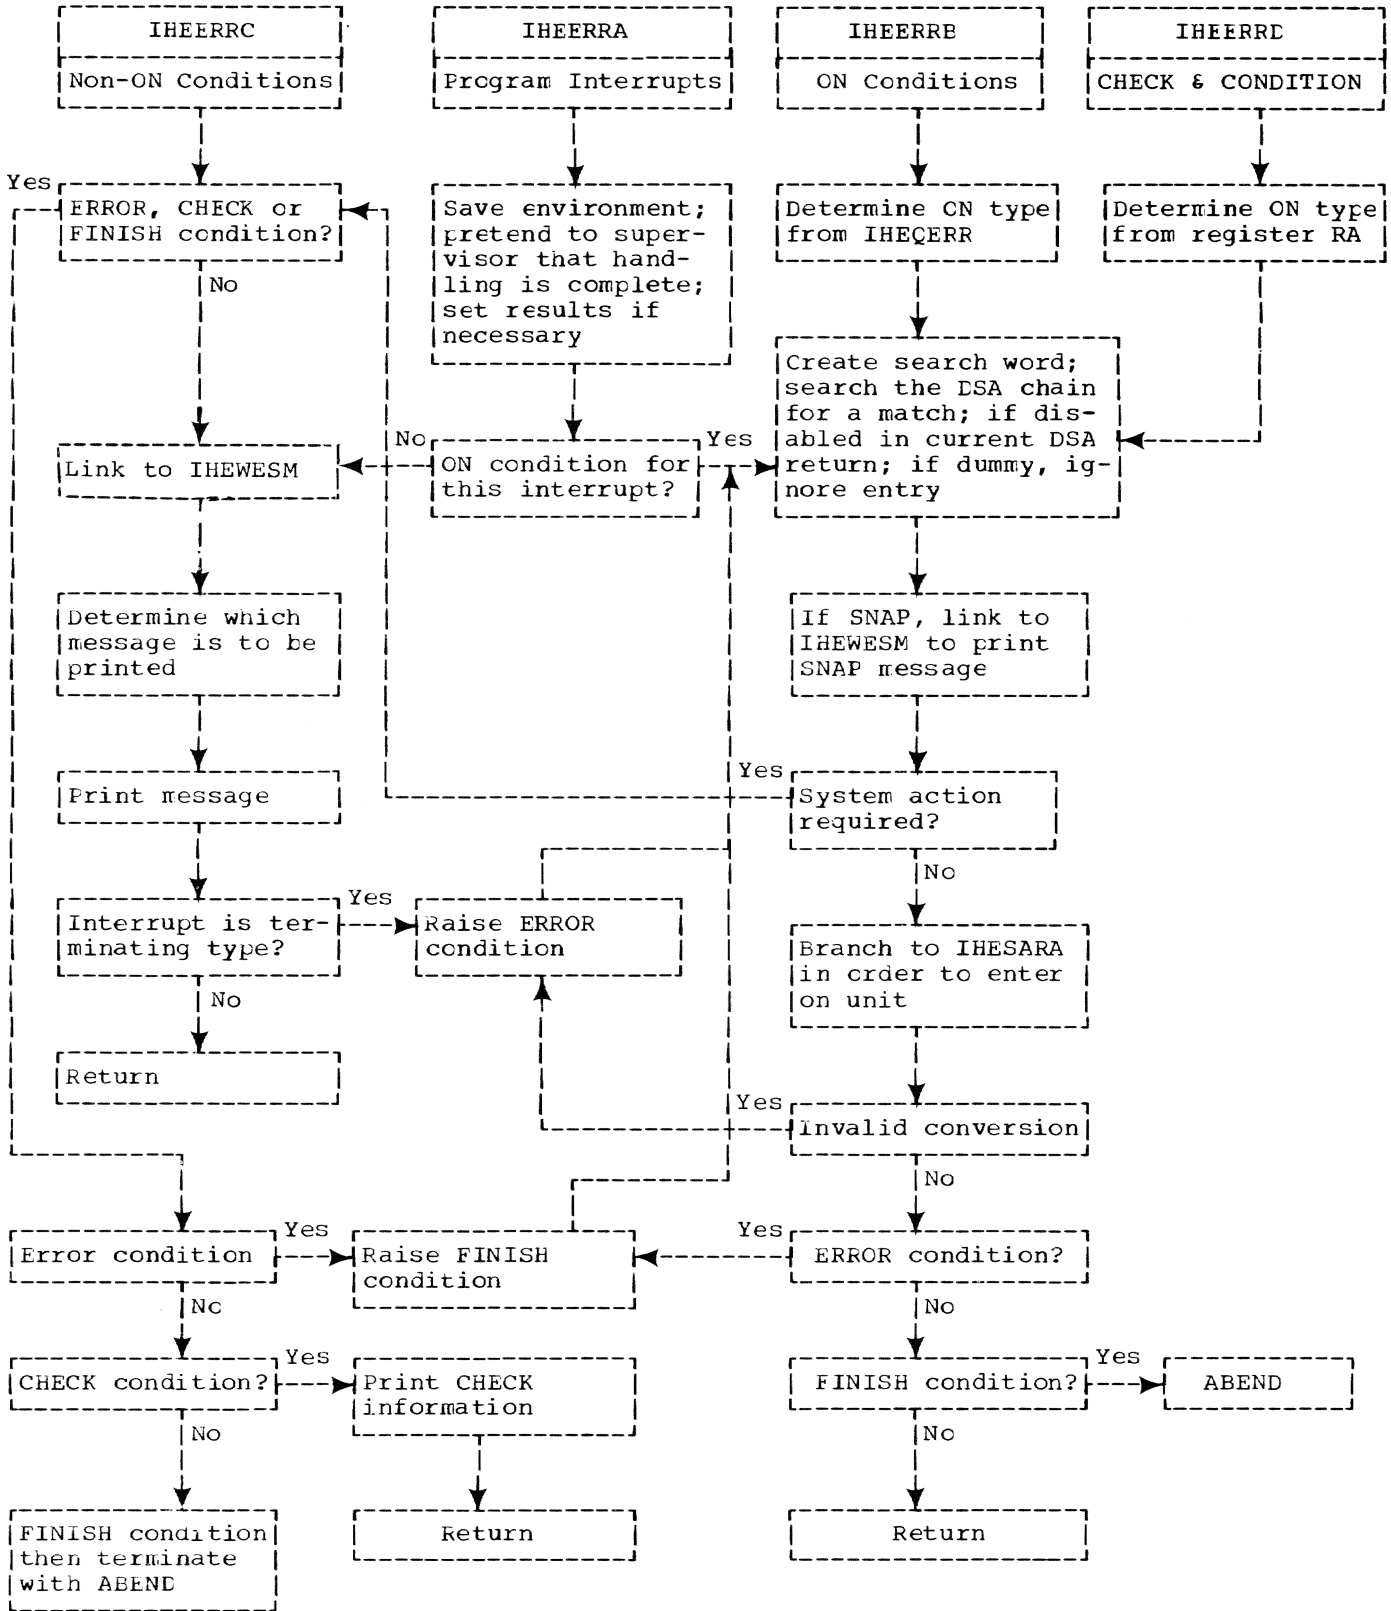 IHEERRC
Non-ON Conditions
IHEERRA
Program Interrupts
IHEERRB
ON Conditions
IHEERRD
CHECK & CONDITION
Yes
ERROR, CHECK or
FINISH condition?
No
Save environment;
pretend to super-
visor that hand-
ling is complete;
set results if
necessary
Determine ON type
from IHEQERR
Determine ON type
from register RA
Create search word;
search the DSA chain
for a match; if dis-
abled in current DSA
return; if dummy, ig-
nore entry
Link to IHEWESM
No
ON condition for
this interrupt?
Yes
Determine which
message is to be
printed
If SNAP, link to
IHEWESM to print
SNAP message
Print message
Yes
System action
required?
No
Interrupt is ter-
minating type?
Yes
No
Raise ERROR
condition
Branch to IHESARA
in order to enter
on unit
Return
Yes
Invalid conversion
No
Error condition
Yes
No
Raise FINISH
condition
Yes
ERROR condition?
No
CHECK condition?
Yes
No
Print CHECK
information
FINISH condition?
Yes
No
ABEND
FINISH condition
then terminate
with ABEND
Return
Return